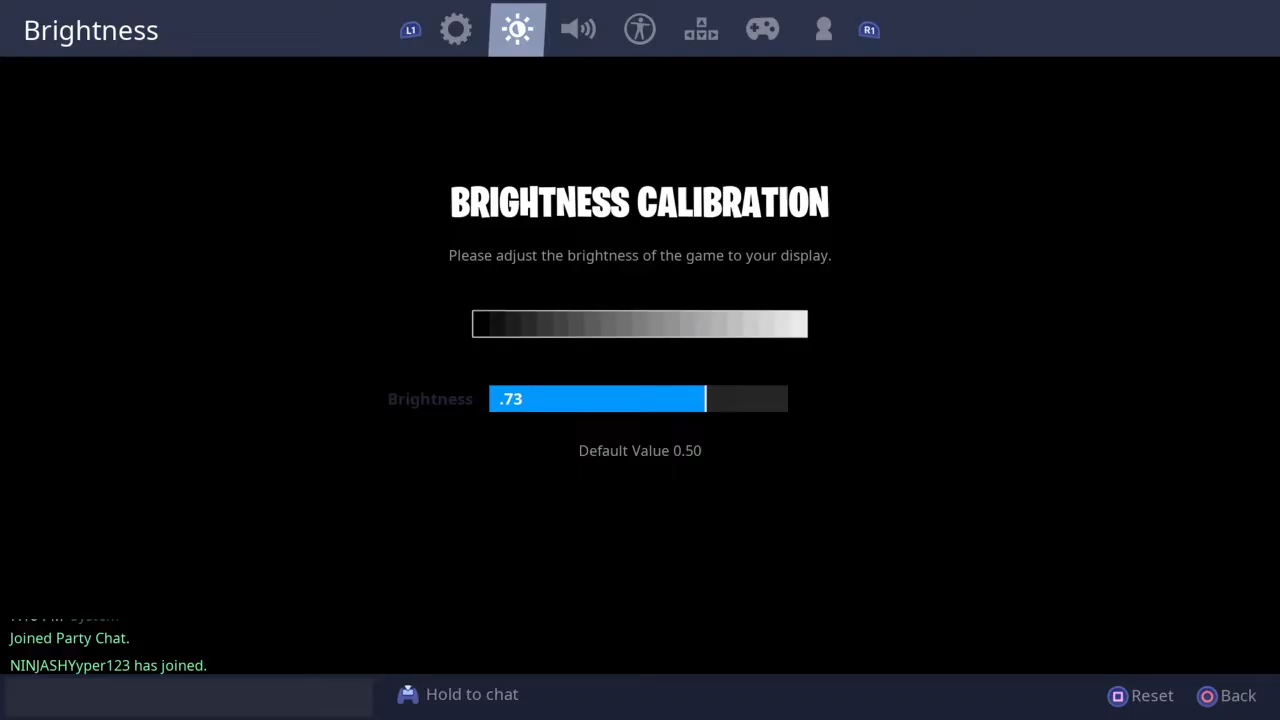 Brightness
L1
R1
BRIGHTNESS CALIBRATION
Please adjust the brightness of the game to your display.
Brightness
.73
Default Value 0.50
Joined Party Chat.
NINJASHYyper123 has joined.
Hold to chat
Reset
Back